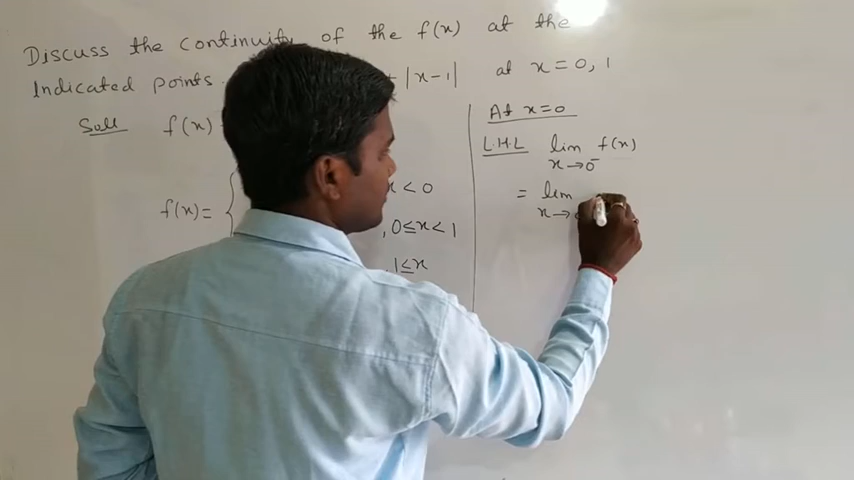 Discuss the continuity of the f(x) at the
Indicated points. + |x-1| at x=0, 1
Solⁿ f(x)
f(x) = {
x<0
, 0≤x<1
, 1≤x
At x=0
L.H.L lim f(x)
x→0⁻
= lim
x→